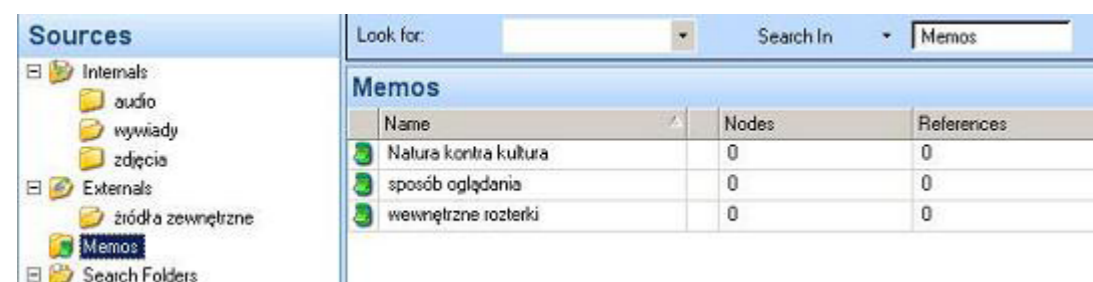 Sources
Internals
audio
wywiady
zdjęcia
Externals
źródła zewnętrzne
Memos
Search Folders
Look for: Search In Memos
Memos
Name Nodes References
Natura kontra kultura 0 0
sposób oglądania 0 0
wewnętrzne rozterki 0 0